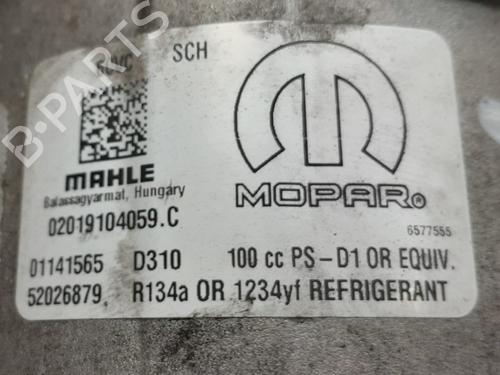 SCH
MAHLE
Balassagyarmat, Hungary
02019104059.C
MOPAR®
6577555
01141565 D310 100 cc PS-D1 OR EQUIV.
52026879, R134a OR 1234yf REFRIGERANT
B-PARTS